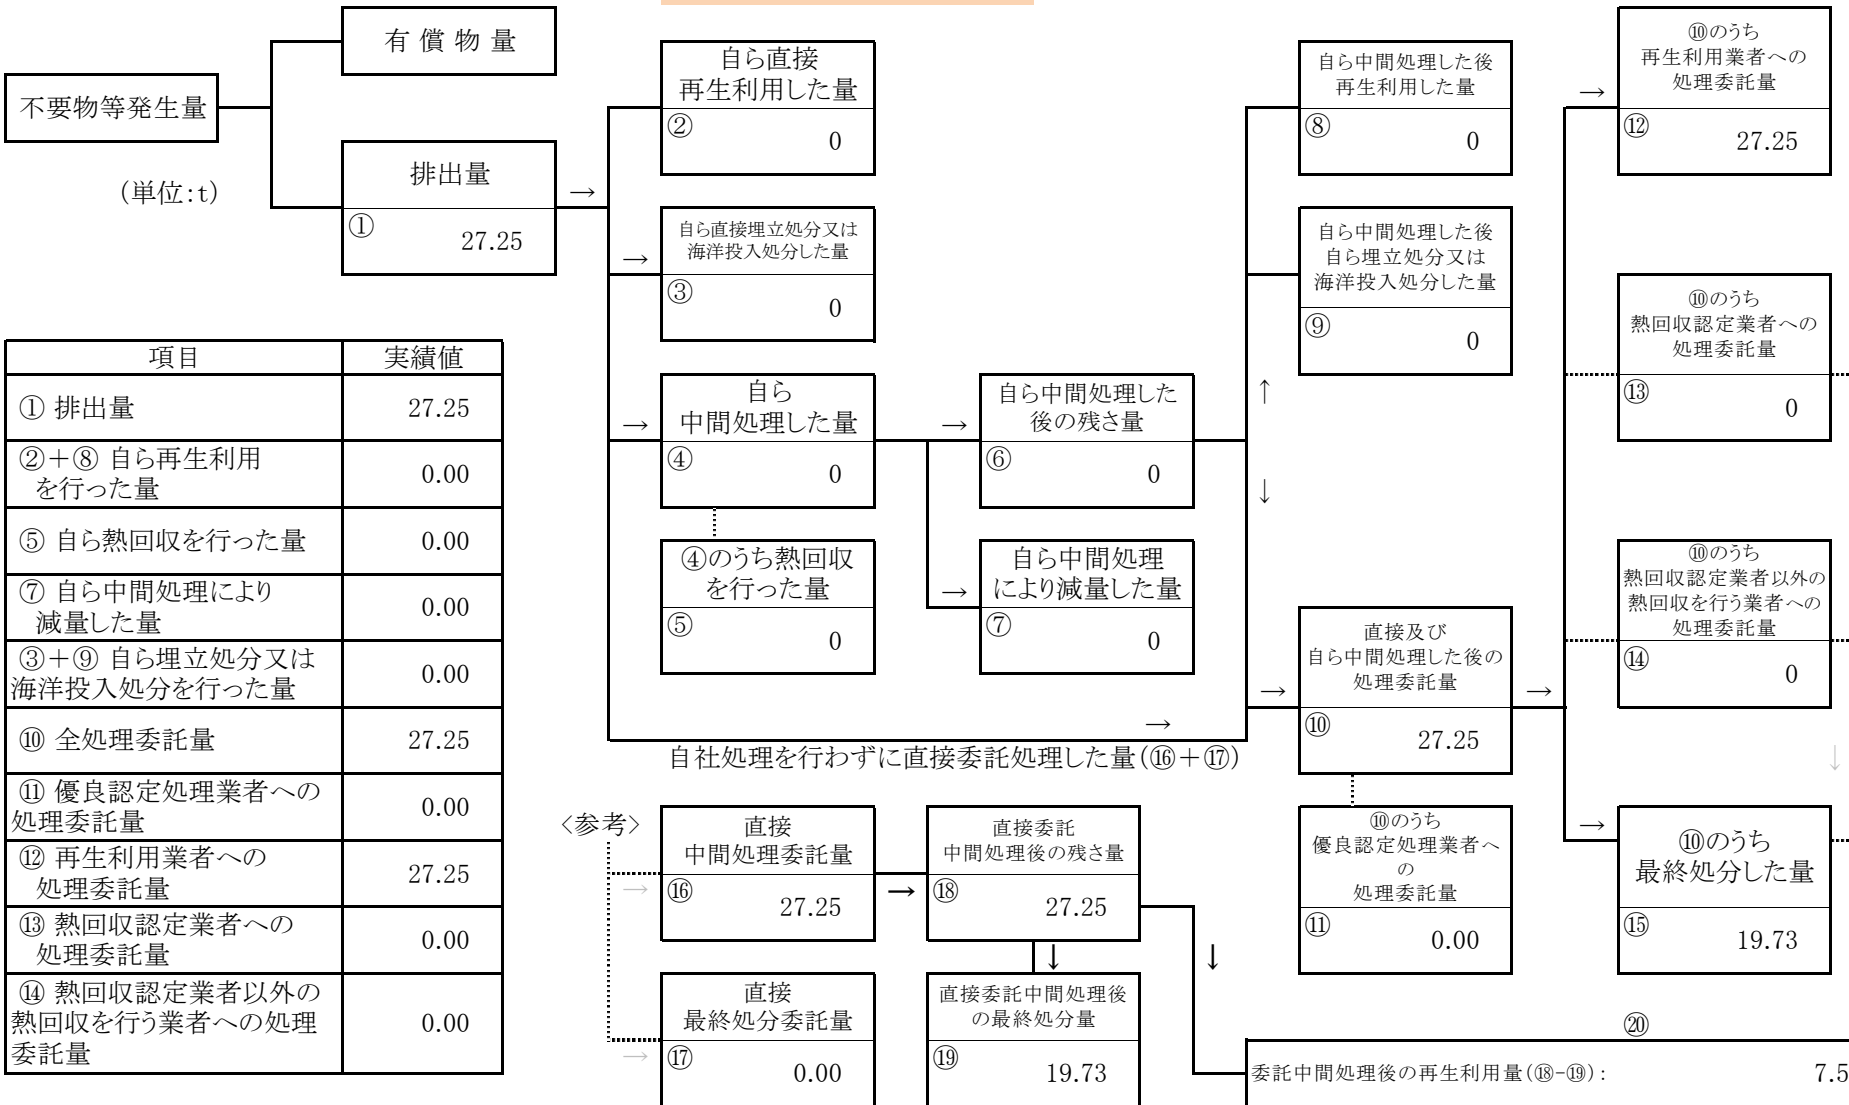 有 償 物 量
不要物等発生量
(単位:t)
排出量
①
27.25
→
自ら直接
再生利用した量
②
0
→
自ら直接埋立処分又は
海洋投入処分した量
③
0
→
自ら
中間処理した量
④
0
④のうち熱回収
を行った量
⑤
0
→
自ら中間処理した
後の残さ量
⑥
0
→
自ら中間処理
により減量した量
⑦
0
↑
↓
自ら中間処理した後
再生利用した量
⑧
0
自ら中間処理した後
自ら埋立処分又は
海洋投入処分した量
⑨
0
→
自社処理を行わずに直接委託処理した量(⑯+⑰)
→
直接及び
自ら中間処理した後の
処理委託量
⑩
27.25
→
⑩のうち
優良認定処理業者へ
の
処理委託量
⑪
0.00
→
⑩のうち
再生利用業者への
処理委託量
⑫
27.25
⑩のうち
熱回収認定業者への
処理委託量
⑬
0
⑩のうち
熱回収認定業者以外の
熱回収を行う業者への
処理委託量
⑭
0
↓
→
⑩のうち
最終処分した量
⑮
19.73
項目 実績値
① 排出量 27.25
②+⑧ 自ら再生利用
を行った量 0.00
⑤ 自ら熱回収を行った量 0.00
⑦ 自ら中間処理により
減量した量 0.00
③+⑨ 自ら埋立処分又は
海洋投入処分を行った量 0.00
⑩ 全処理委託量 27.25
⑪ 優良認定処理業者への
処理委託量 0.00
⑫ 再生利用業者への
処理委託量 27.25
⑬ 熱回収認定業者への
処理委託量 0.00
⑭ 熱回収認定業者以外の
熱回収を行う業者への処理
委託量 0.00
〈参考〉
→
直接
中間処理委託量
⑯
27.25
→
直接委託
中間処理後の残さ量
⑱
27.25
↓
↓
→
直接
最終処分委託量
⑰
0.00
直接委託中間処理後
の最終処分量
⑲
19.73
⑳
委託中間処理後の再生利用量(⑱-⑲): 7.5